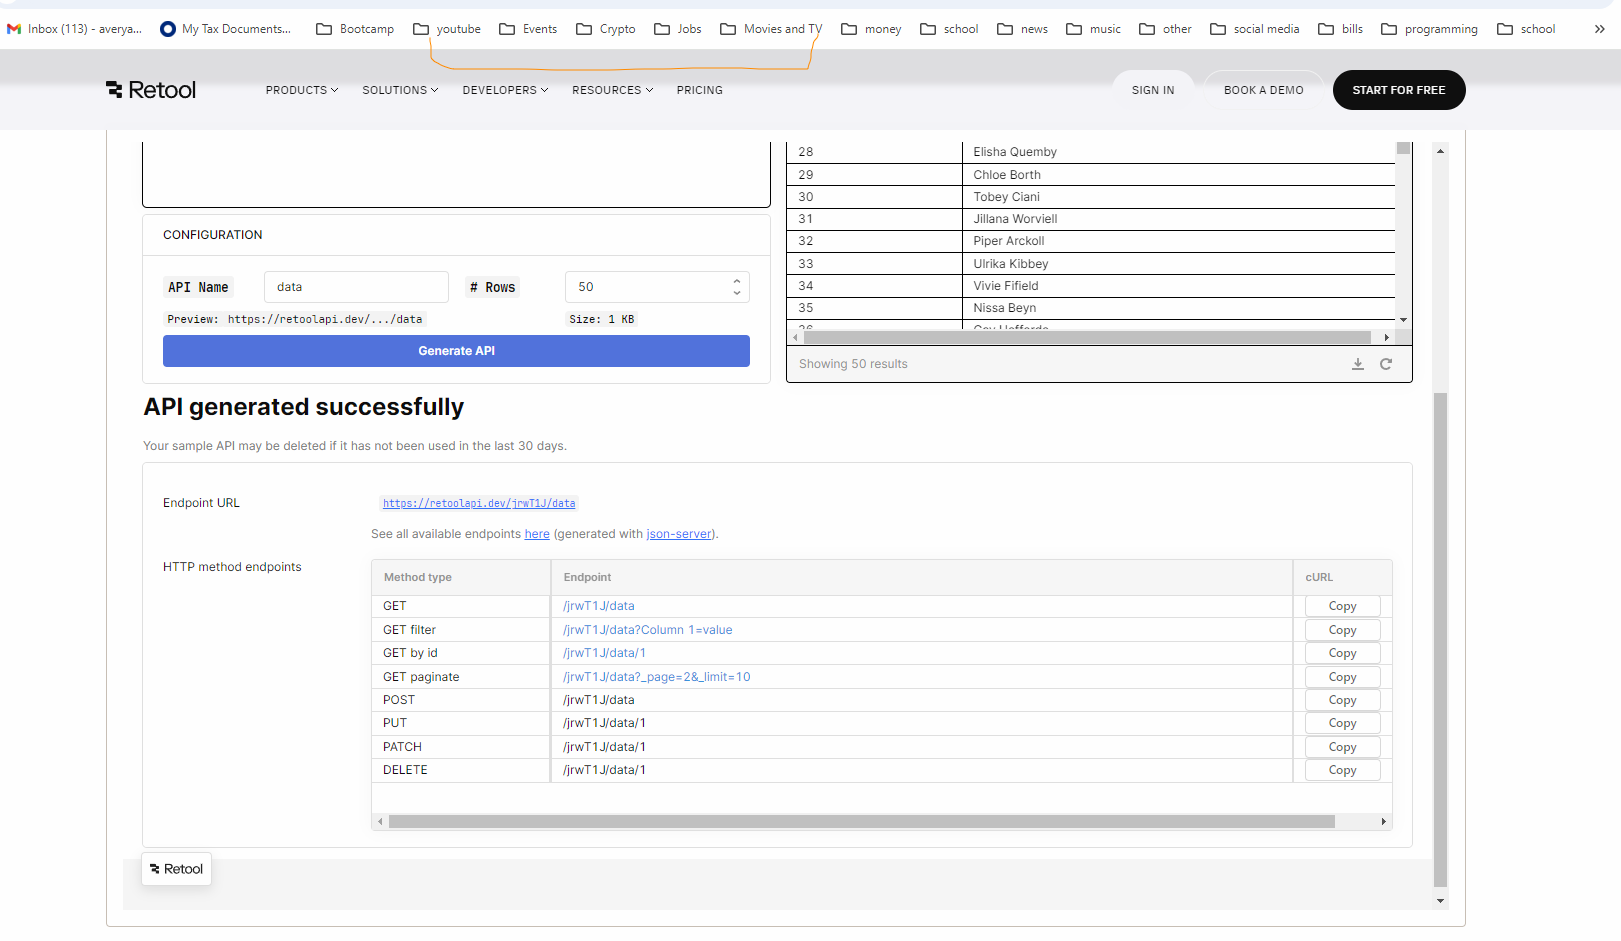 Inbox (113) - averya... My Tax Documents... Bootcamp youtube Events Crypto Jobs Movies and TV money school news music other social media bills programming school »
Retool PRODUCTS SOLUTIONS DEVELOPERS RESOURCES PRICING SIGN IN BOOK A DEMO START FOR FREE
28 Elisha Quemby
29 Chloe Borth
30 Tobey Ciani
31 Jillana Worviell
32 Piper Arckoll
33 Ulrika Kibbey
34 Vivie Fifield
35 Nissa Beyn
Showing 50 results
CONFIGURATION
API Name data # Rows 50
Preview: https://retoolapi.dev/.../data Size: 1 KB
Generate API
API generated successfully
Your sample API may be deleted if it has not been used in the last 30 days.
Endpoint URL https://retoolapi.dev/jrwT1J/data
See all available endpoints here (generated with json-server).
HTTP method endpoints
Method type Endpoint cURL
GET /jrwT1J/data Copy
GET filter /jrwT1J/data?Column 1=value Copy
GET by id /jrwT1J/data/1 Copy
GET paginate /jrwT1J/data?_page=2&_limit=10 Copy
POST /jrwT1J/data Copy
PUT /jrwT1J/data/1 Copy
PATCH /jrwT1J/data/1 Copy
DELETE /jrwT1J/data/1 Copy
Retool